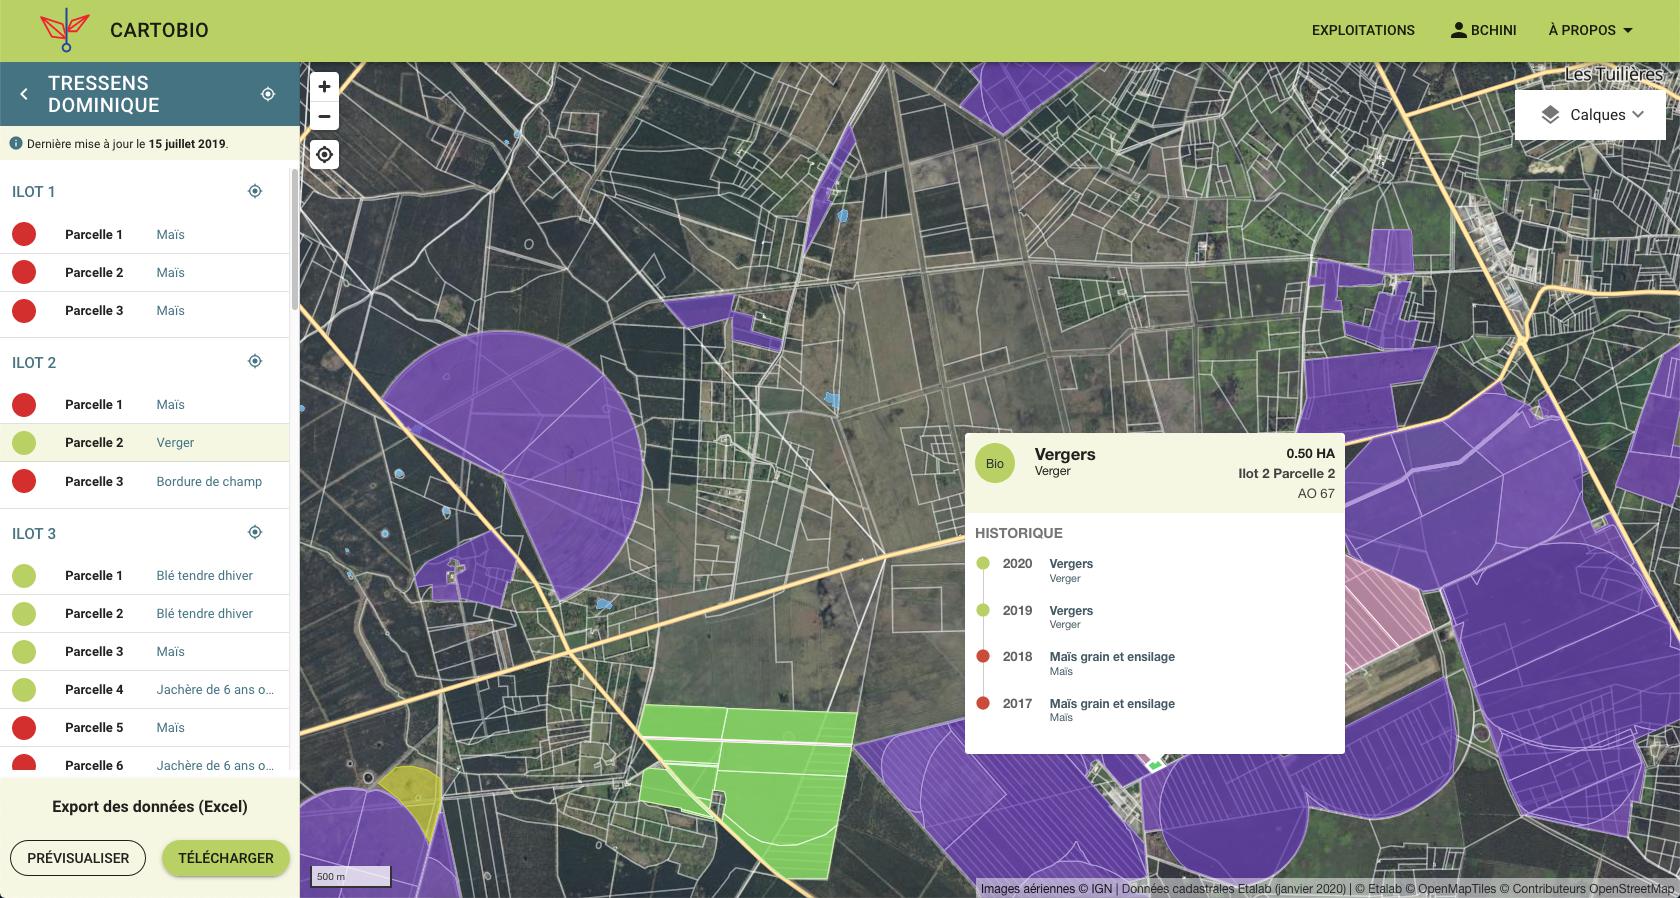 CARTOBIO
EXPLOITATIONS
BCHINI
À PROPOS
TRESSENS
DOMINIQUE
Dernière mise à jour le 15 juillet 2019.
ILOT 1
Parcelle 1 Maïs
Parcelle 2 Maïs
Parcelle 3 Maïs
ILOT 2
Parcelle 1 Maïs
Parcelle 2 Verger
Parcelle 3 Bordure de champ
ILOT 3
Parcelle 1 Blé tendre dhiver
Parcelle 2 Blé tendre dhiver
Parcelle 3 Maïs
Parcelle 4 Jachère de 6 ans o...
Parcelle 5 Maïs
Parcelle 6 Jachère de 6 ans o...
Export des données (Excel)
PRÉVISUALISER
TÉLÉCHARGER
Les Tuilières
Calques
Bio
Vergers
Verger
0.50 HA
Ilot 2 Parcelle 2
AO 67
HISTORIQUE
2020 Vergers
Verger
2019 Vergers
Verger
2018 Maïs grain et ensilage
Maïs
2017 Maïs grain et ensilage
Maïs
500 m
Images aériennes © IGN | Données cadastrales Etalab (janvier 2020) | © Etalab © OpenMapTiles © Contributeurs OpenStreetMap